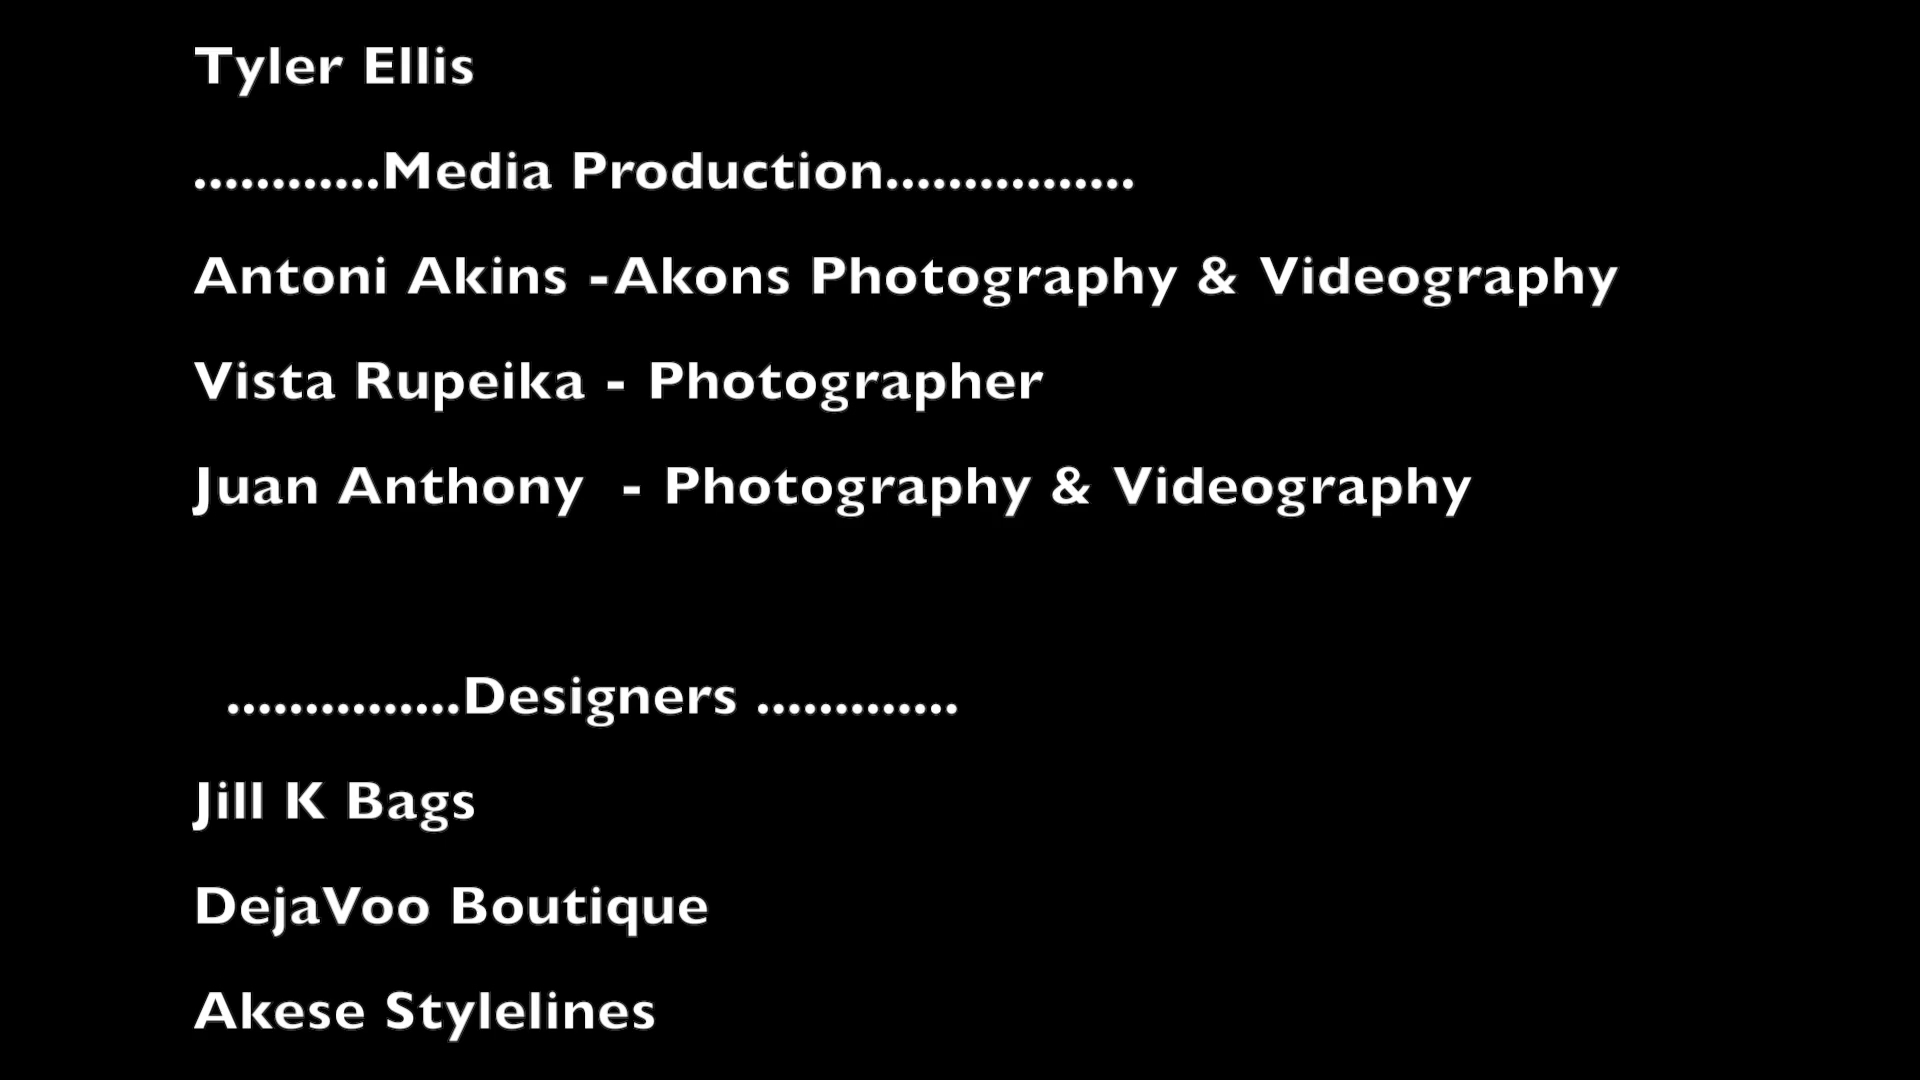 Tyler Ellis
............Media Production................
Antoni Akins -Akons Photography & Videography
Vista Rupeika - Photographer
Juan Anthony  - Photography & Videography
...............Designers .............
Jill K Bags
DejaVoo Boutique
Akese Stylelines